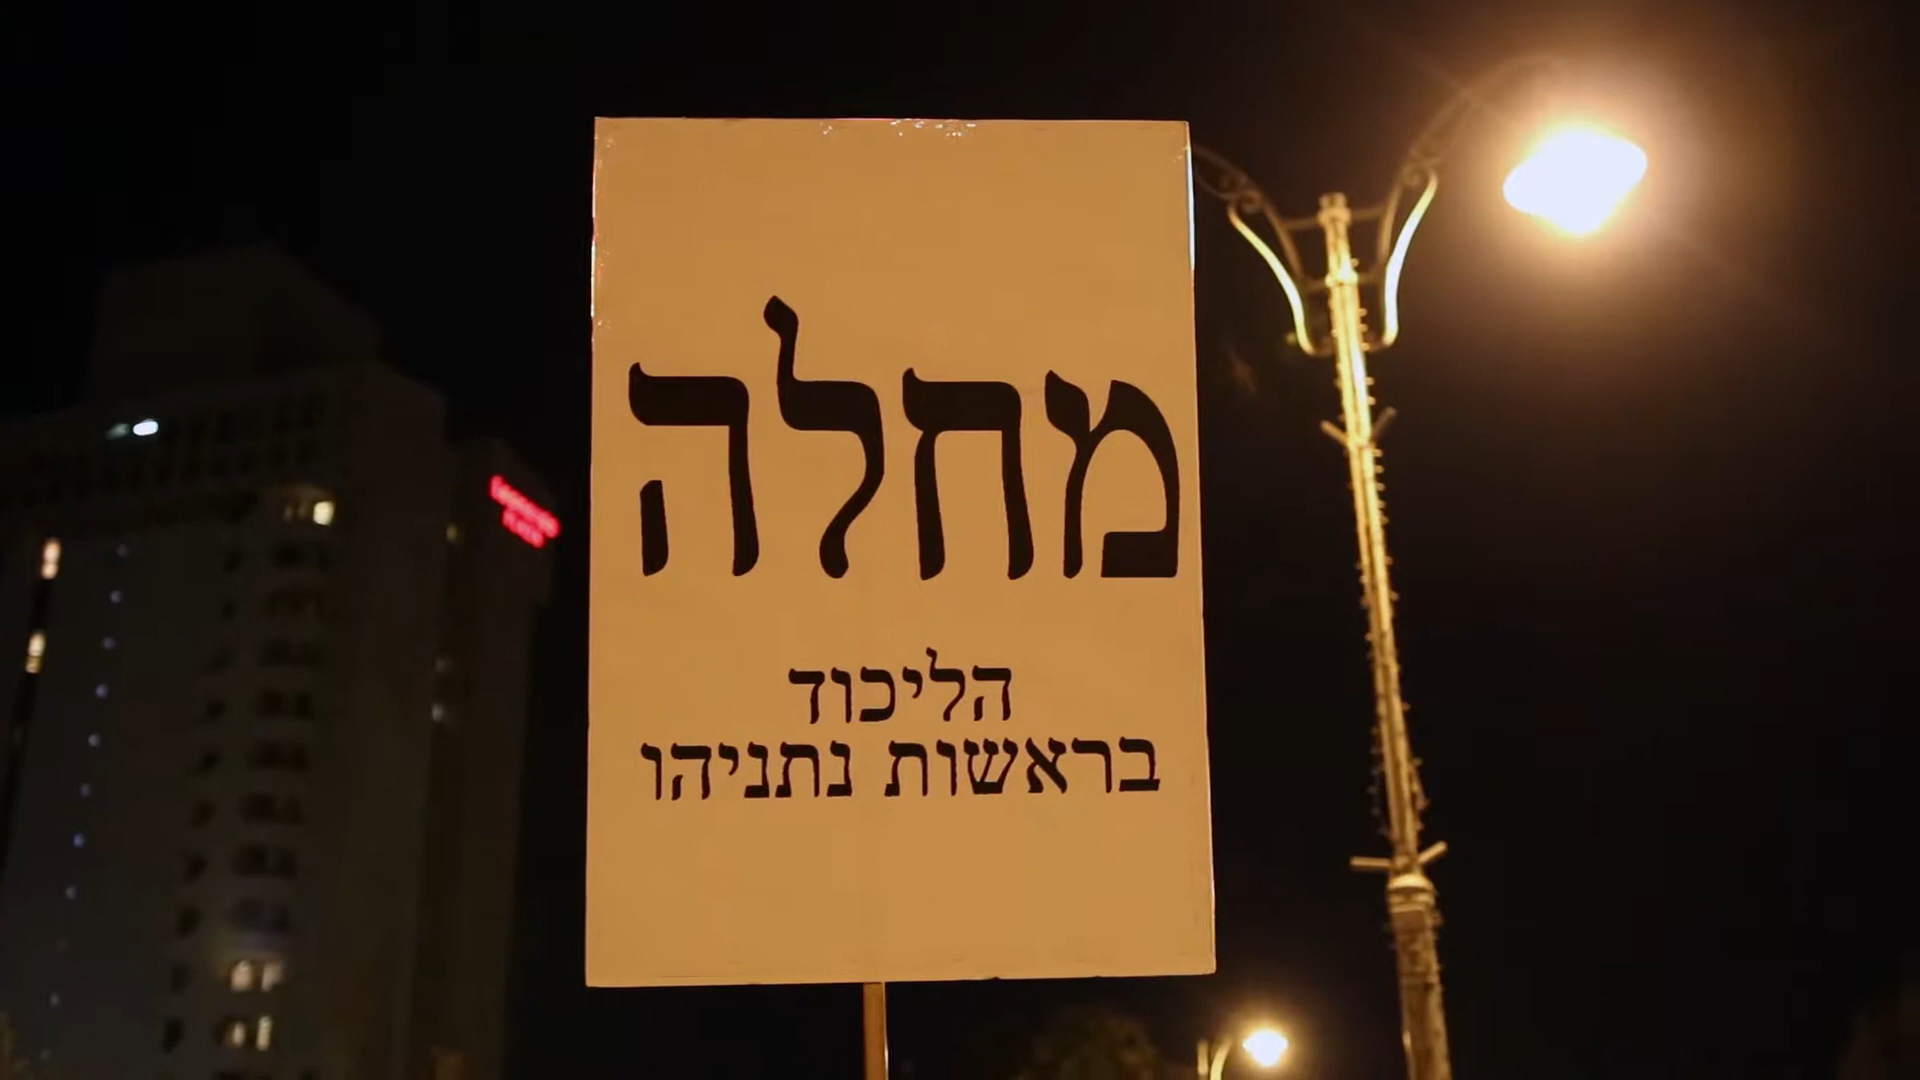 מחלה
הליכוד
בראשות נתניהו